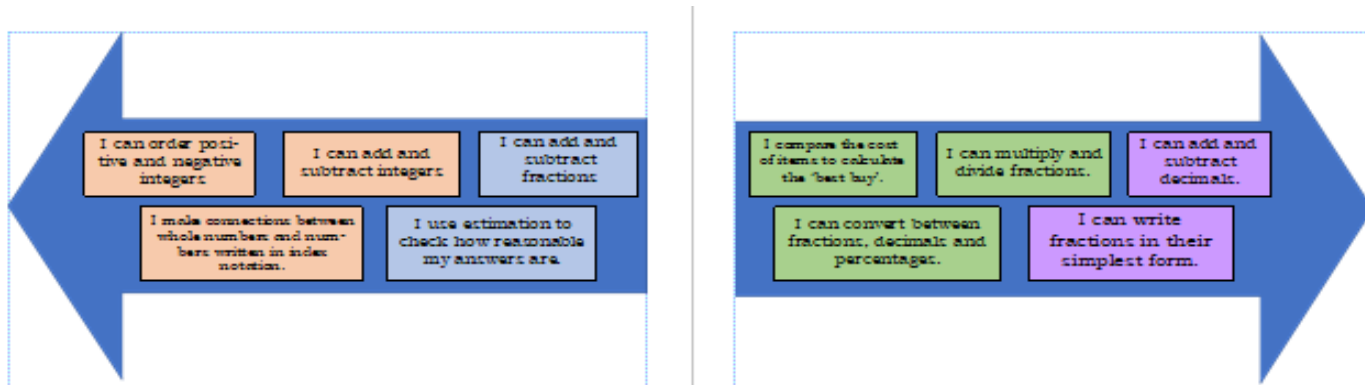 I can order posi-
tive and negative
integers
I can add and
subtract integers
I can add and
subtract
fractions
I make connections between
whole numbers and num-
bers written in index
notation.
I use estimation to
check how reasonable
my answers are.
I compare the cost
of items to calculate
the 'best buy'.
I can multiply and
divide fractions.
I can add and
subtract
decimals.
I can convert between
fractions, decimals and
percentages.
I can write
fractions in their
simplest form.